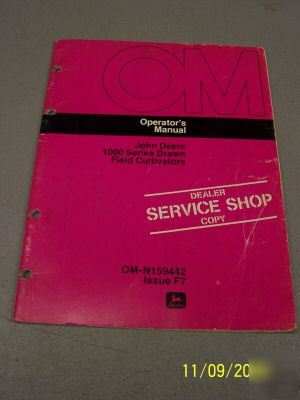 OM
Operator's
Manual
John Deere
1000 Series Drawn
Field Cultivators
DEALER
SERVICE SHOP
COPY
OM-N159442
Issue F7
11/09/20